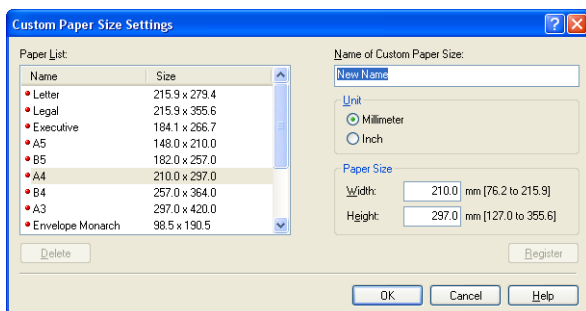 Custom Paper Size Settings
Paper List:
Name Size
Letter 215.9 x 279.4
Legal 215.9 x 355.6
Executive 184.1 x 266.7
A5 148.0 x 210.0
B5 182.0 x 257.0
A4 210.0 x 297.0
B4 257.0 x 364.0
A3 297.0 x 420.0
Envelope Monarch 98.5 x 190.5
Delete
Name of Custom Paper Size:
New Name
Unit
Millimeter
Inch
Paper Size
Width: 210.0 mm [76.2 to 215.9]
Height: 297.0 mm [127.0 to 355.6]
Register
OK Cancel Help